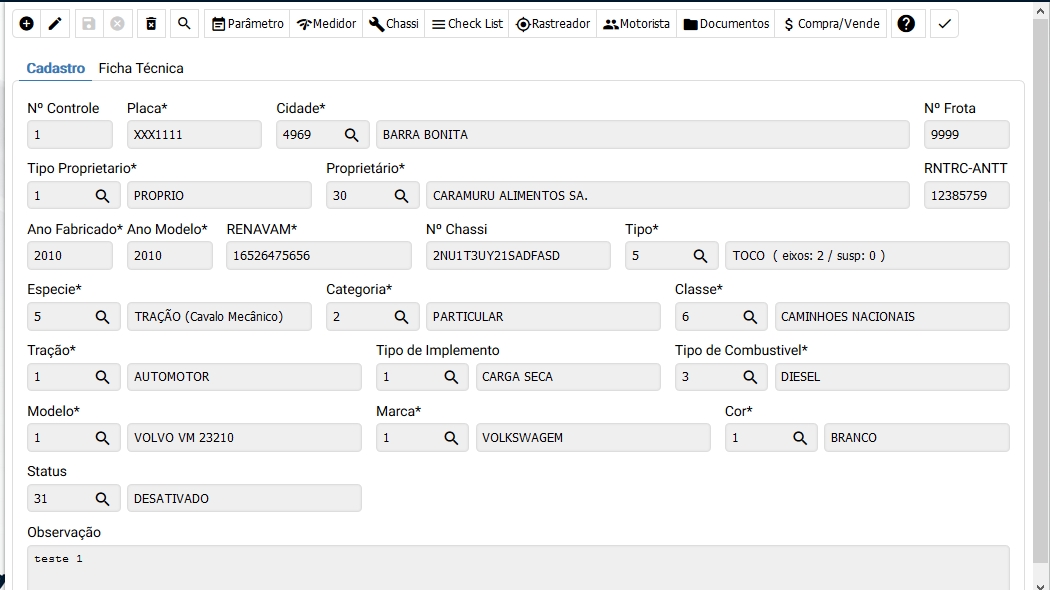 Parâmetro Medidor Chassi Check List Rastreador Motorista Documentos $ Compra/Vende ?
Cadastro Ficha Técnica
Nº Controle Placa* Cidade* Nº Frota
1 XXX1111 4969 BARRA BONITA 9999
Tipo Proprietario* Proprietário* RNTRC-ANTT
1 PROPRIO 30 CARAMURU ALIMENTOS SA. 12385759
Ano Fabricado* Ano Modelo* RENAVAM* Nº Chassi Tipo*
2010 2010 16526475656 2NU1T3UY21SADFASD 5 TOCO ( eixos: 2 / susp: 0 )
Especie* Categoria* Classe*
5 TRAÇÃO (Cavalo Mecânico) 2 PARTICULAR 6 CAMINHOES NACIONAIS
Tração* Tipo de Implemento Tipo de Combustivel*
1 AUTOMOTOR 1 CARGA SECA 3 DIESEL
Modelo* Marca* Cor*
1 VOLVO VM 23210 1 VOLKSWAGEM 1 BRANCO
Status
31 DESATIVADO
Observação
teste 1